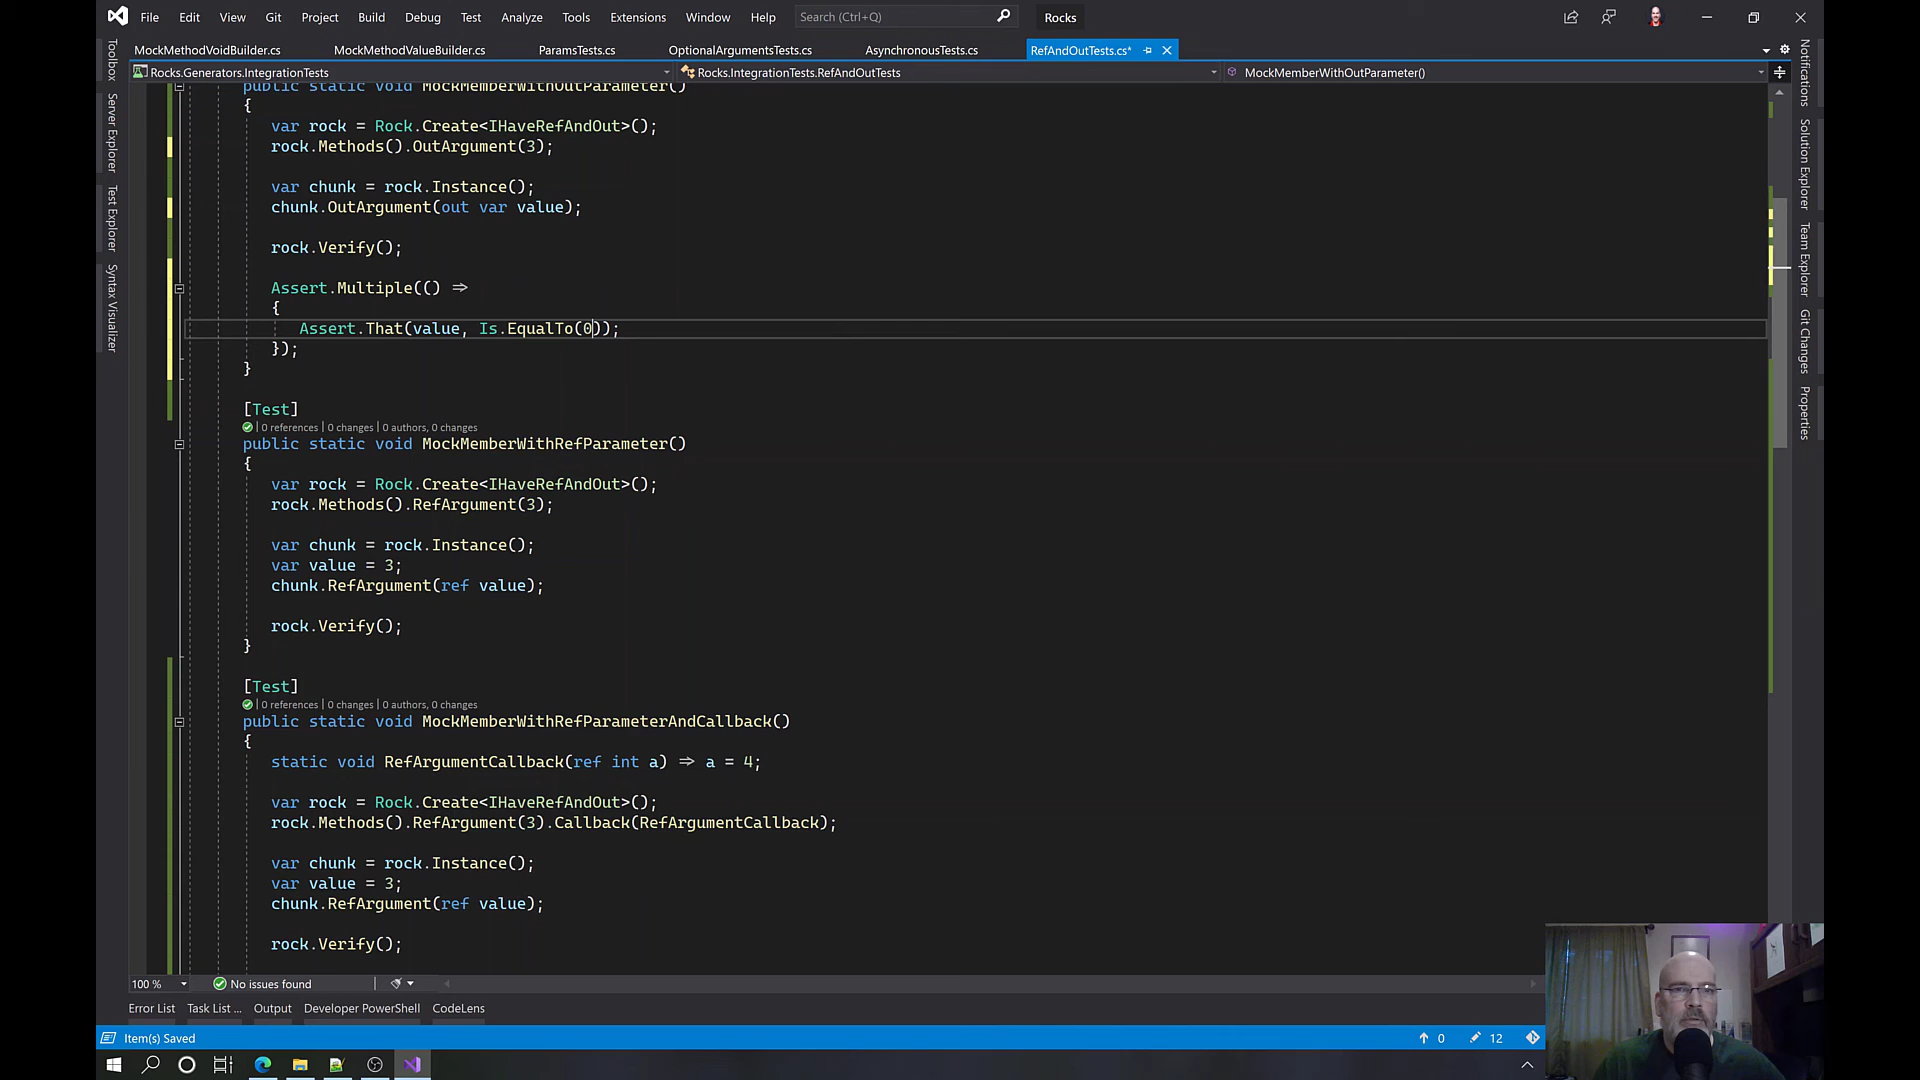 File Edit View Git Project Build Debug Test Analyze Tools Extensions Window Help Search (Ctrl+Q) Rocks
MockMethodVoidBuilder.cs MockMethodValueBuilder.cs ParamsTests.cs OptionalArgumentsTests.cs AsynchronousTests.cs RefAndOutTests.cs*
Rocks.Generators.IntegrationTests Rocks.IntegrationTests.RefAndOutTests MockMemberWithOutParameter()
Toolbox
Server Explorer
Test Explorer
Syntax Visualizer
public static void MockMemberWithOutParameter()
{
var rock = Rock.Create<IHaveRefAndOut>();
rock.Methods().OutArgument(3);
var chunk = rock.Instance();
chunk.OutArgument(out var value);
rock.Verify();
Assert.Multiple(() =>
{
Assert.That(value, Is.EqualTo(0));
});
}
[Test]
0 references | 0 changes | 0 authors, 0 changes
public static void MockMemberWithRefParameter()
{
var rock = Rock.Create<IHaveRefAndOut>();
rock.Methods().RefArgument(3);
var chunk = rock.Instance();
var value = 3;
chunk.RefArgument(ref value);
rock.Verify();
}
[Test]
0 references | 0 changes | 0 authors, 0 changes
public static void MockMemberWithRefParameterAndCallback()
{
static void RefArgumentCallback(ref int a) => a = 4;
var rock = Rock.Create<IHaveRefAndOut>();
rock.Methods().RefArgument(3).Callback(RefArgumentCallback);
var chunk = rock.Instance();
var value = 3;
chunk.RefArgument(ref value);
rock.Verify();
Notifications
Solution Explorer
Team Explorer
Git Changes
Properties
100 % No issues found
Error List Task List ... Output Developer PowerShell CodeLens
Item(s) Saved 0 12